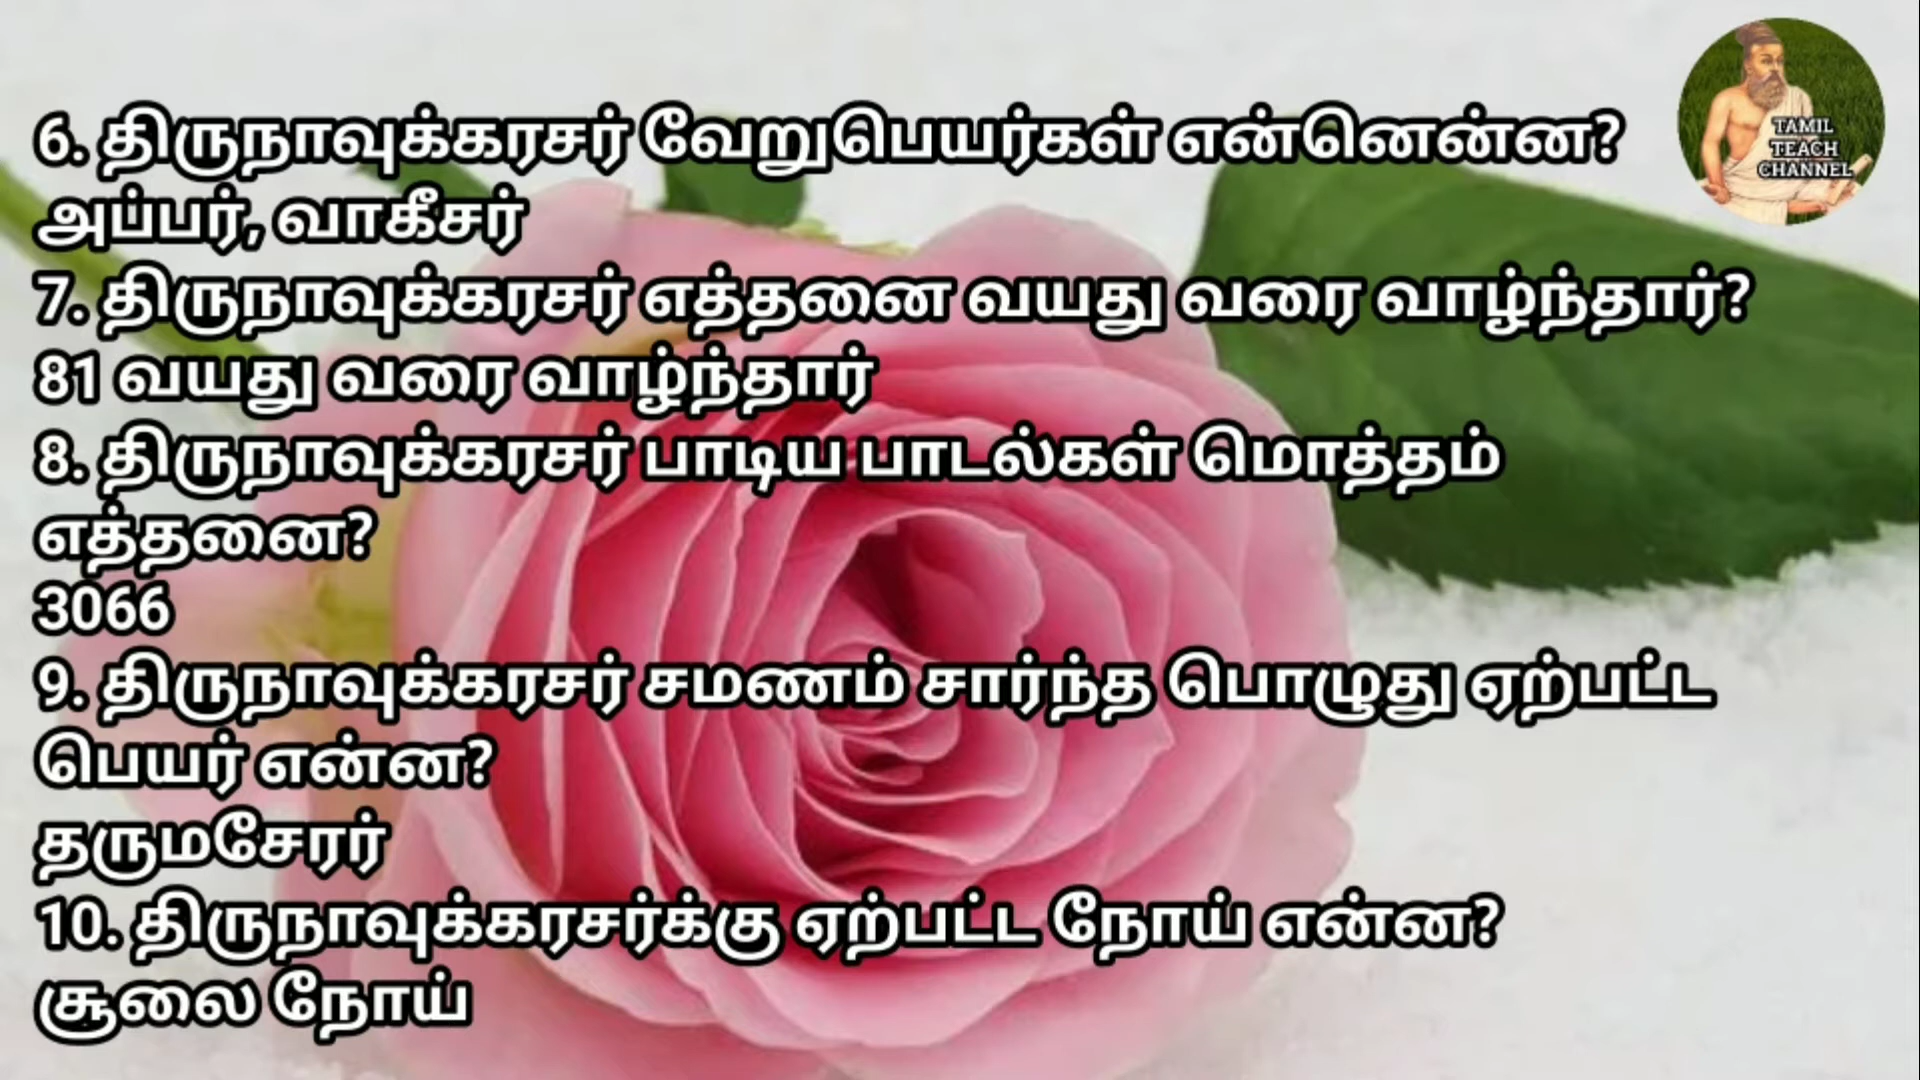 6. திருநாவுக்கரசர் வேறுபெயர்கள் என்னென்ன?
அப்பர், வாகீசர்
7. திருநாவுக்கரசர் எத்தனை வயது வரை வாழ்ந்தார்?
81 வயது வரை வாழ்ந்தார்
8. திருநாவுக்கரசர் பாடிய பாடல்கள் மொத்தம்
எத்தனை?
3066
9. திருநாவுக்கரசர் சமணம் சார்ந்த பொழுது ஏற்பட்ட
பெயர் என்ன?
தருமசேரர்
10. திருநாவுக்கரசர்க்கு ஏற்பட்ட நோய் என்ன?
சூலை நோய்
TAMIL
TEACH
CHANNEL